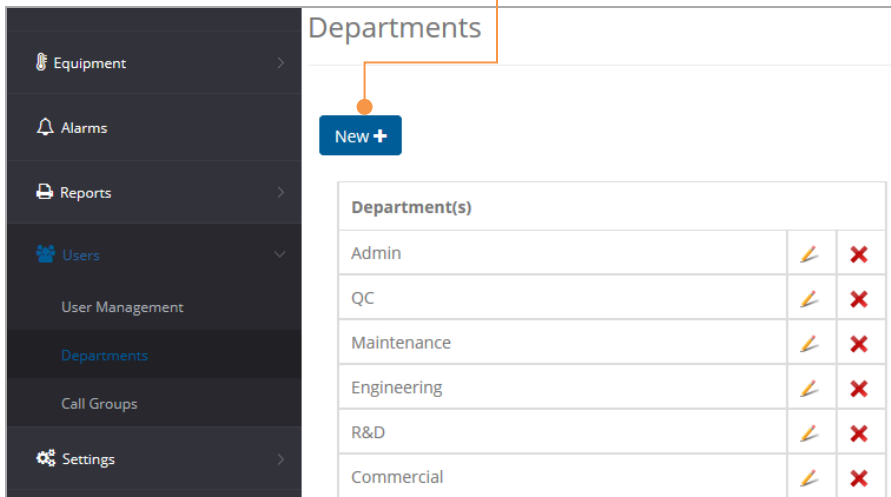 Equipment
Alarms
Reports
Users
User Management
Departments
Call Groups
Settings
Departments
New +
Department(s)
Admin
QC
Maintenance
Engineering
R&D
Commercial